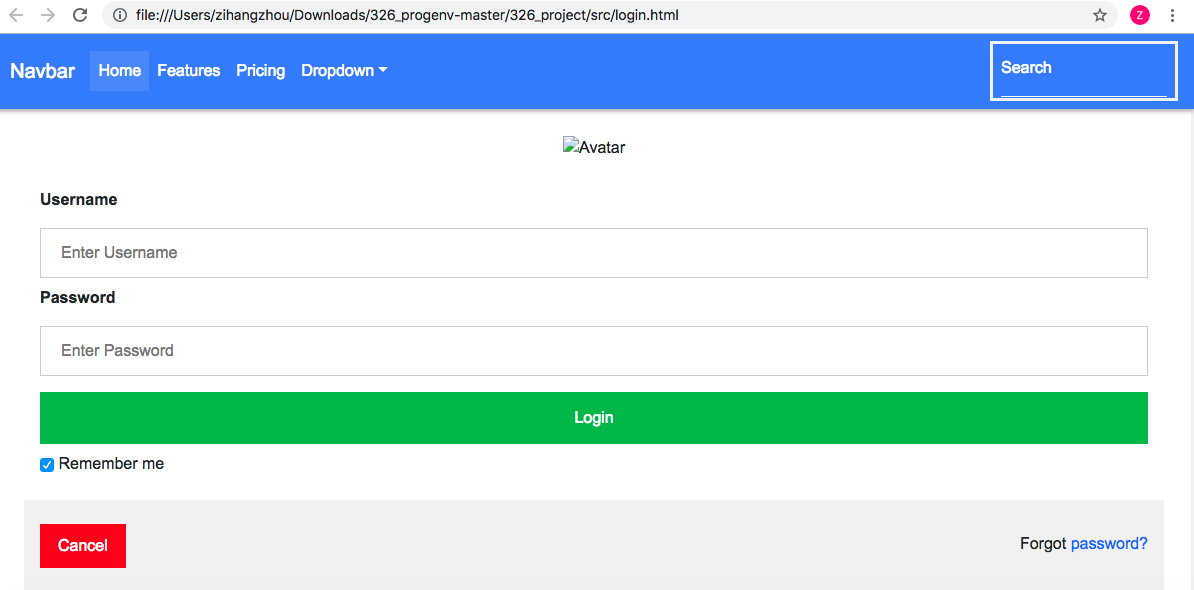 file:///Users/zihangzhou/Downloads/326_progenv-master/326_project/src/login.html Z
Navbar Home Features Pricing Dropdown Search
Avatar
Username
Enter Username
Password
Enter Password
Login
Remember me
Cancel Forgot password?